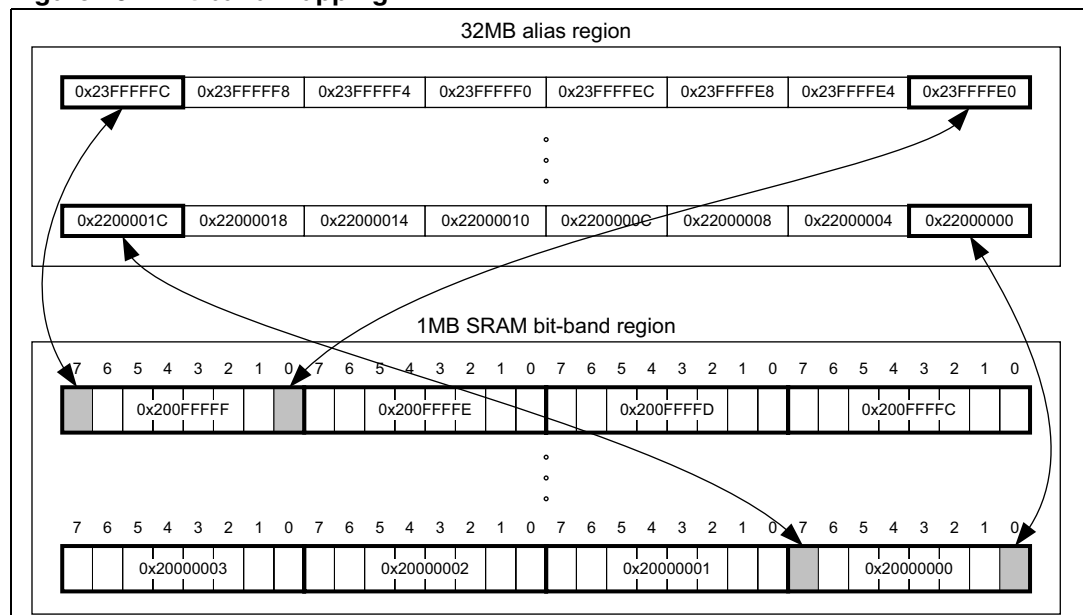 32MB alias region
0x23FFFFFC 0x23FFFFF8 0x23FFFFF4 0x23FFFFF0 0x23FFFFEC 0x23FFFFE8 0x23FFFFE4 0x23FFFFE0
0x2200001C 0x22000018 0x22000014 0x22000010 0x2200000C 0x22000008 0x22000004 0x22000000
1MB SRAM bit-band region
7 6 5 4 3 2 1 0 7 6 5 4 3 2 1 0 7 6 5 4 3 2 1 0 7 6 5 4 3 2 1 0
0x200FFFFF 0x200FFFFE 0x200FFFFD 0x200FFFFC
7 6 5 4 3 2 1 0 7 6 5 4 3 2 1 0 7 6 5 4 3 2 1 0 7 6 5 4 3 2 1 0
0x20000003 0x20000002 0x20000001 0x20000000